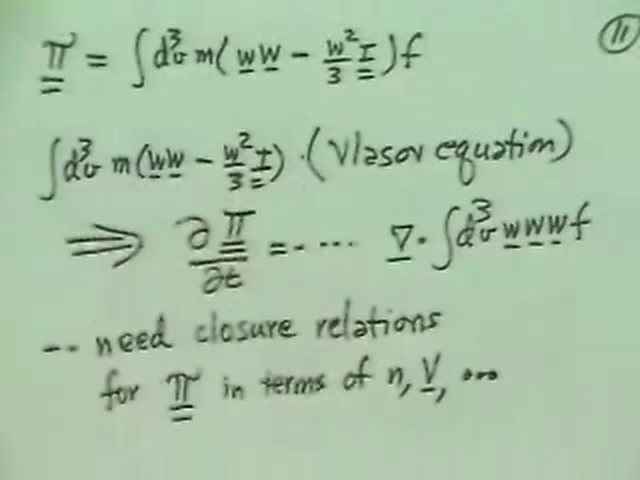 ⑪
π = ∫d³v m(ww − w²/3 I)f
∫d³v m(ww − w²/3 I) · (Vlasov equation)
⟹ ∂π/∂t = -···· ∇· ∫d³v www f
-- need closure relations
for π in terms of n, V, ...